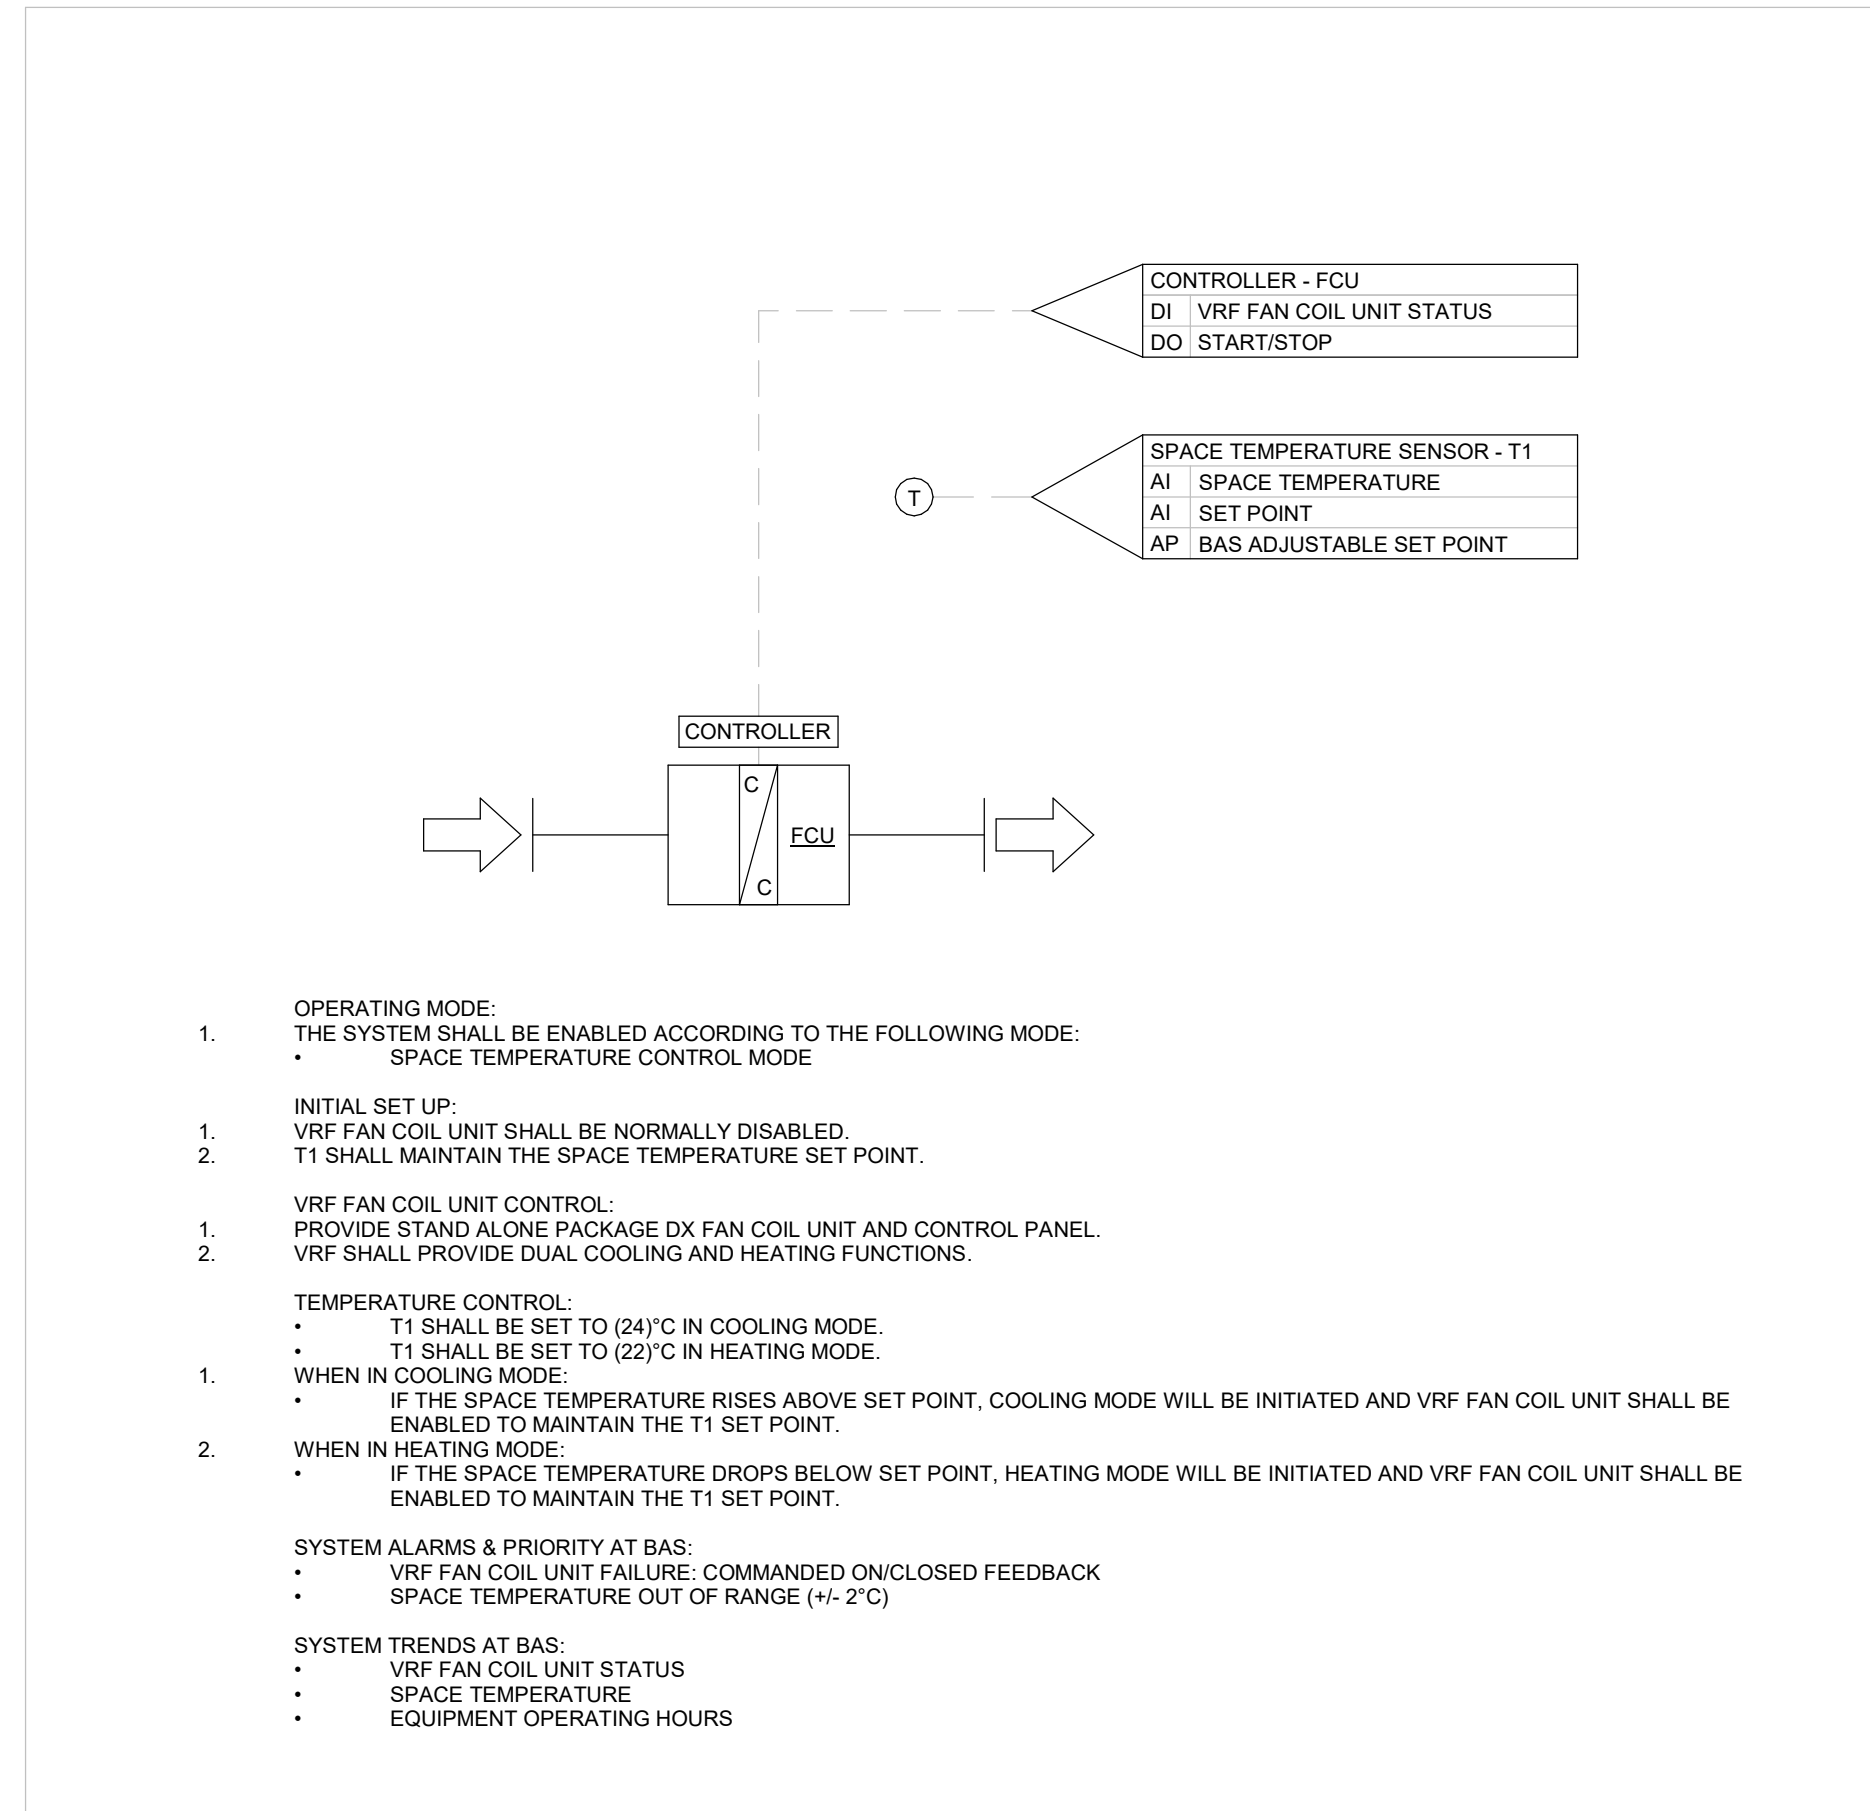 CONTROLLER - FCU
DI VRF FAN COIL UNIT STATUS
DO START/STOP
SPACE TEMPERATURE SENSOR - T1
AI SPACE TEMPERATURE
AI SET POINT
AP BAS ADJUSTABLE SET POINT
T
CONTROLLER
C
FCU
C
OPERATING MODE:
1. THE SYSTEM SHALL BE ENABLED ACCORDING TO THE FOLLOWING MODE:
• SPACE TEMPERATURE CONTROL MODE
INITIAL SET UP:
1. VRF FAN COIL UNIT SHALL BE NORMALLY DISABLED.
2. T1 SHALL MAINTAIN THE SPACE TEMPERATURE SET POINT.
VRF FAN COIL UNIT CONTROL:
1. PROVIDE STAND ALONE PACKAGE DX FAN COIL UNIT AND CONTROL PANEL.
2. VRF SHALL PROVIDE DUAL COOLING AND HEATING FUNCTIONS.
TEMPERATURE CONTROL:
• T1 SHALL BE SET TO (24)°C IN COOLING MODE.
• T1 SHALL BE SET TO (22)°C IN HEATING MODE.
1. WHEN IN COOLING MODE:
• IF THE SPACE TEMPERATURE RISES ABOVE SET POINT, COOLING MODE WILL BE INITIATED AND VRF FAN COIL UNIT SHALL BE
ENABLED TO MAINTAIN THE T1 SET POINT.
2. WHEN IN HEATING MODE:
• IF THE SPACE TEMPERATURE DROPS BELOW SET POINT, HEATING MODE WILL BE INITIATED AND VRF FAN COIL UNIT SHALL BE
ENABLED TO MAINTAIN THE T1 SET POINT.
SYSTEM ALARMS & PRIORITY AT BAS:
• VRF FAN COIL UNIT FAILURE: COMMANDED ON/CLOSED FEEDBACK
• SPACE TEMPERATURE OUT OF RANGE (+/- 2°C)
SYSTEM TRENDS AT BAS:
• VRF FAN COIL UNIT STATUS
• SPACE TEMPERATURE
• EQUIPMENT OPERATING HOURS